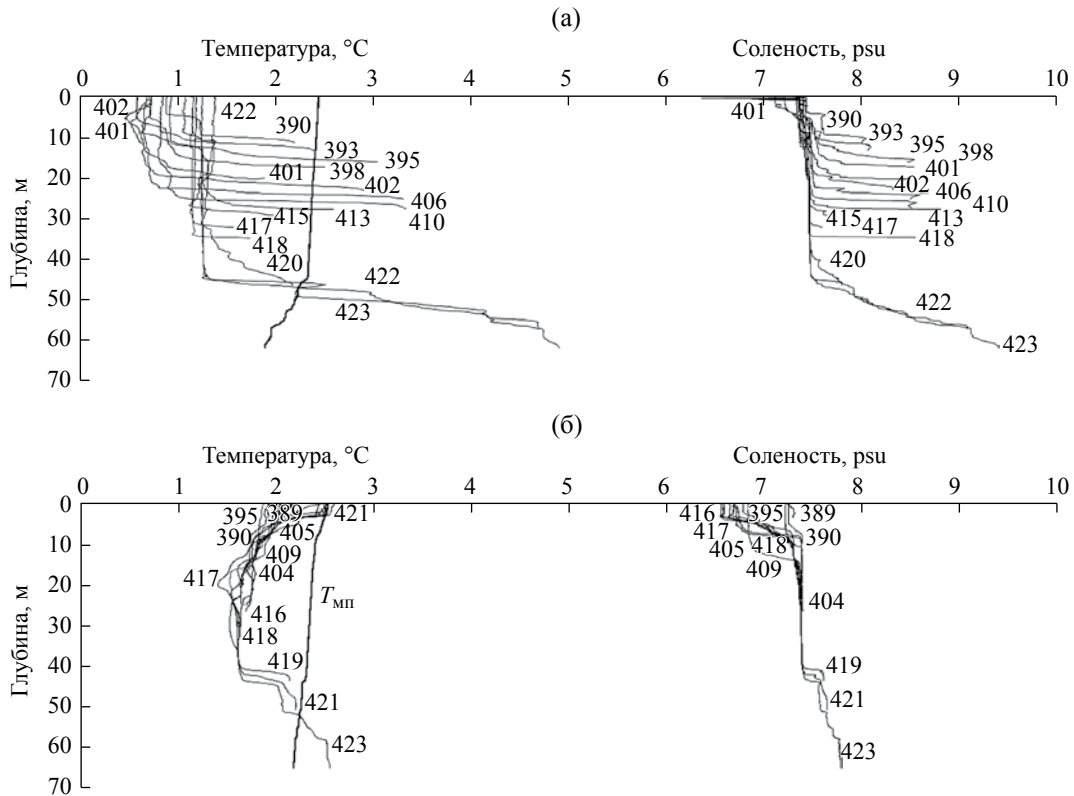 (а)
Температура, °C Соленость, psu
0 1 2 3 4 5 6 7 8 9 10
0
10
20
30
40
50
60
70
Глубина, м
402 422 401 390
401 390 393
393 395 395 398
401 398 401
402 402
406 406
410 410
417 415 413 415 417 413
418 418
420 420
422 422
423 423
(б)
Температура, °C Соленость, psu
0 1 2 3 4 5 6 7 8 9 10
0
10
20
30
40
50
60
70
Глубина, м
395 389 421 416 395 389
390 405 417 418 390
409 405
417 404 409
Tмп 404
416
418
419 419
421 421
423 423